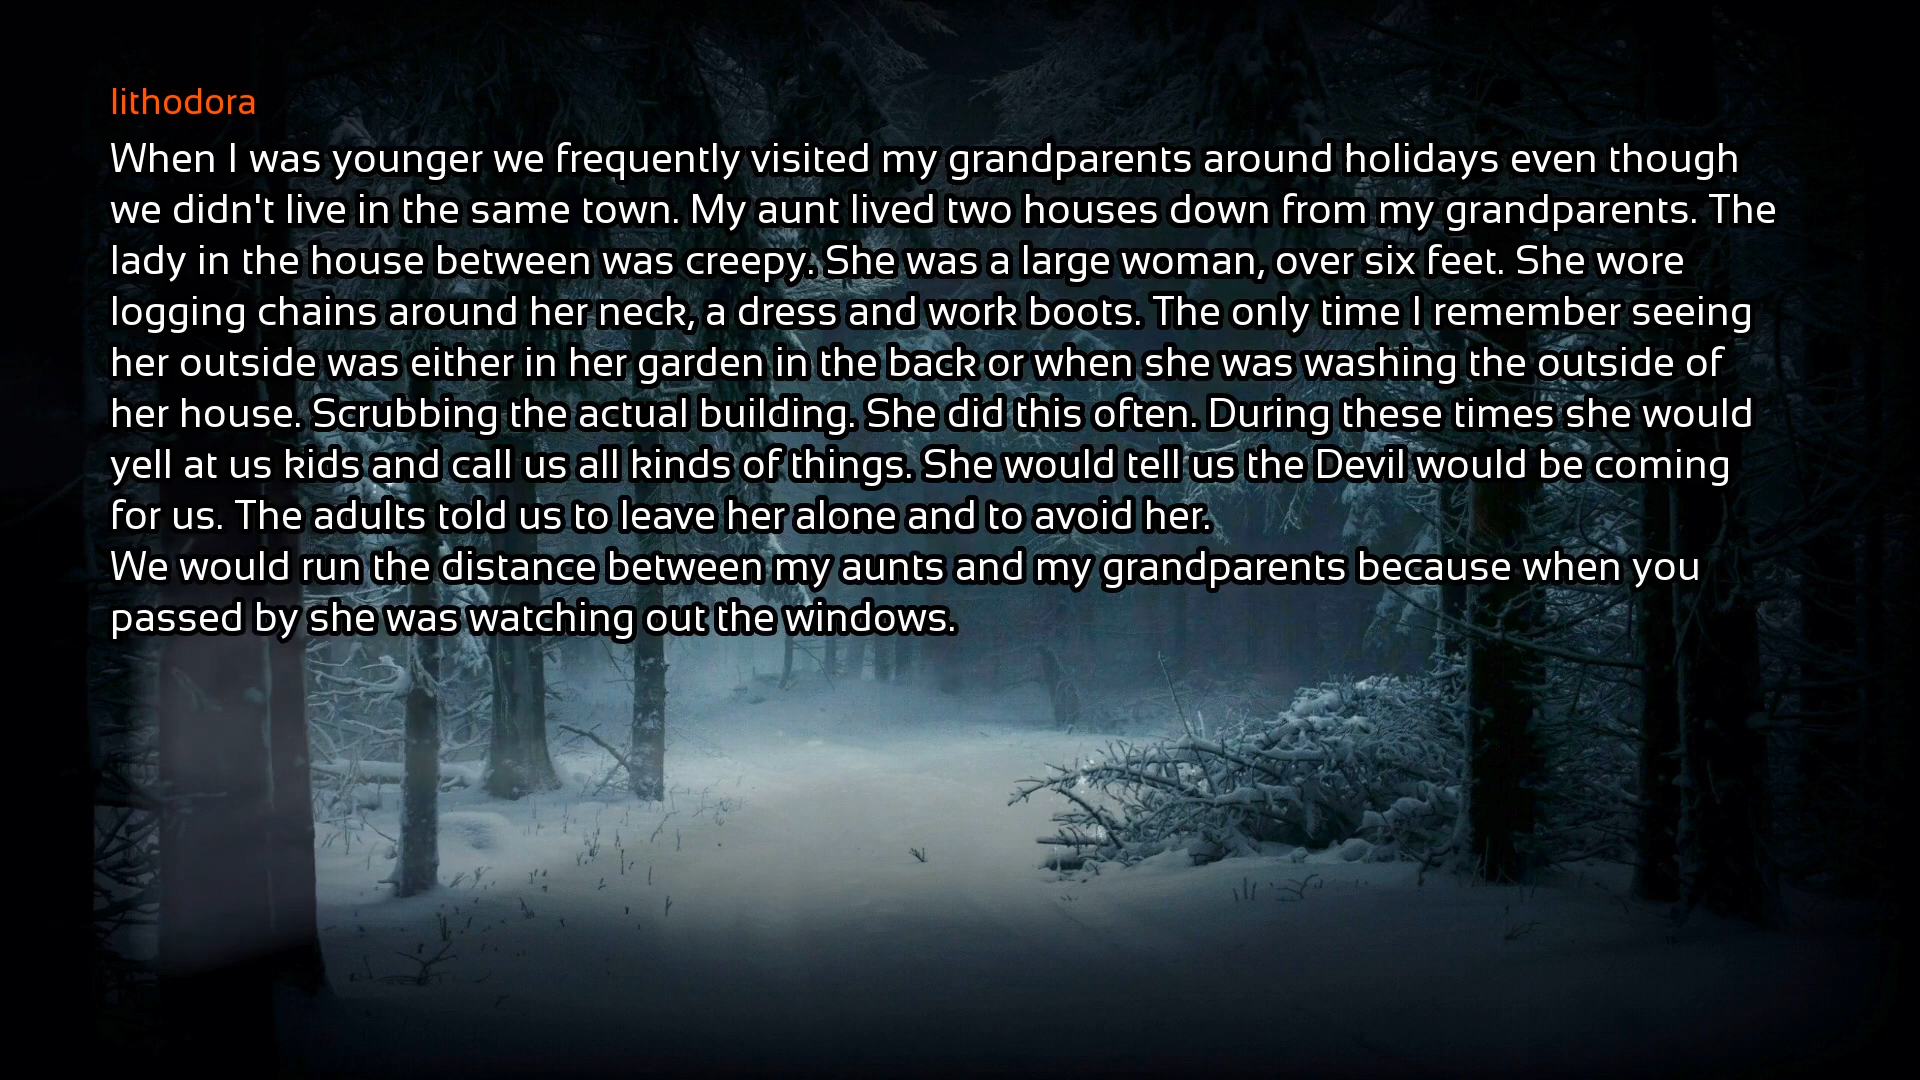 lithodora
When I was younger we frequently visited my grandparents around holidays even though
we didn't live in the same town. My aunt lived two houses down from my grandparents. The
lady in the house between was creepy. She was a large woman, over six feet. She wore
logging chains around her neck, a dress and work boots. The only time I remember seeing
her outside was either in her garden in the back or when she was washing the outside of
her house. Scrubbing the actual building. She did this often. During these times she would
yell at us kids and call us all kinds of things. She would tell us the Devil would be coming
for us. The adults told us to leave her alone and to avoid her.
We would run the distance between my aunts and my grandparents because when you
passed by she was watching out the windows.